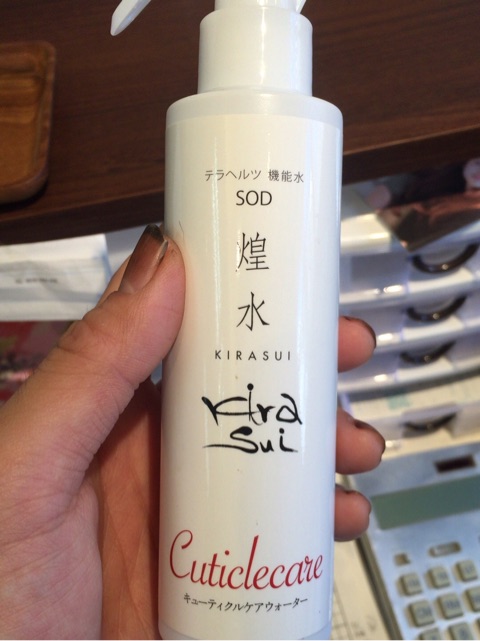 テラヘルツ 機能水
SOD
煌
水
KIRASUI
Kira
Sui
Cuticlecare
キューティクルケアウォーター